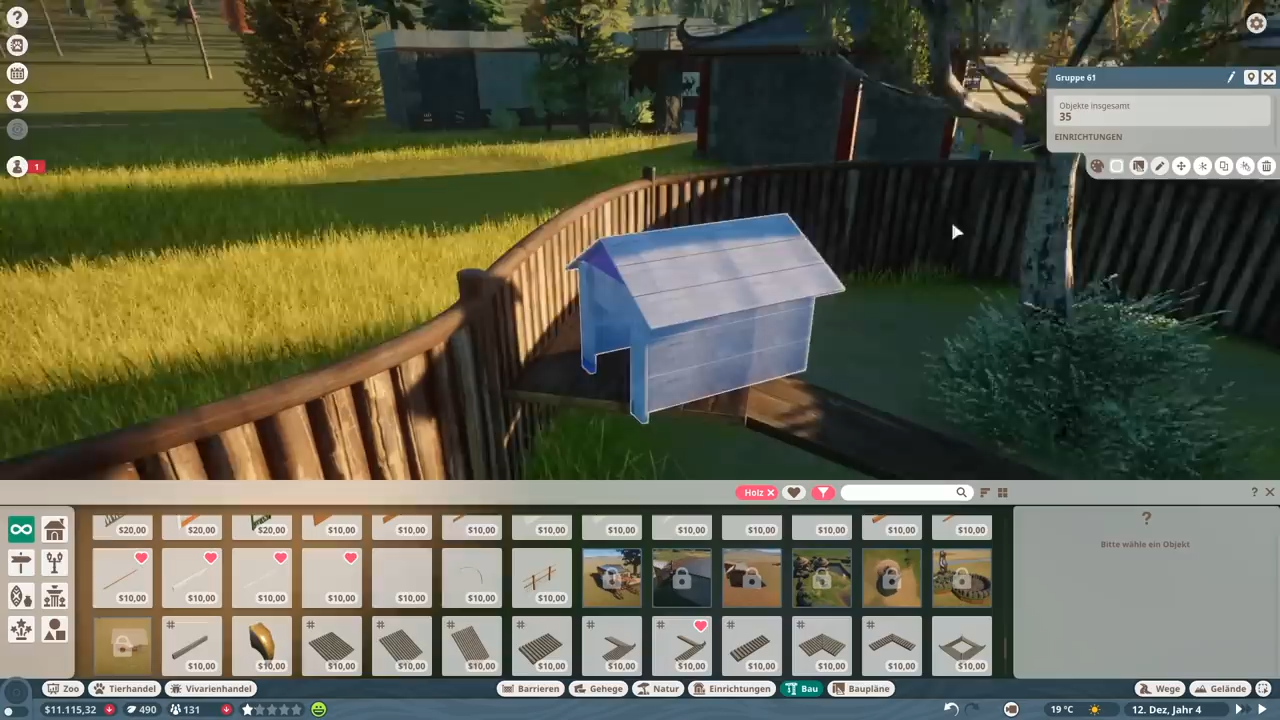 1
Gruppe 61
Objekte insgesamt
35
EINRICHTUNGEN
Holz
?
Bitte wähle ein Objekt
$20,00 $20,00 $20,00 $10,00 $10,00 $10,00 $10,00 $10,00 $10,00 $10,00 $10,00 $10,00 $10,00
$10,00 $10,00 $10,00 $10,00 $10,00 $10,00 $10,00
$10,00 $10,00 $10,00 $10,00 $10,00 $10,00 $10,00 $10,00 $10,00 $10,00 $10,00 $10,00
Zoo Tierhandel Vivarienhandel Barrieren Gehege Natur Einrichtungen Bau Baupläne Wege Gelände
$11.115,32 490 131 19 °C 12. Dez, Jahr 4